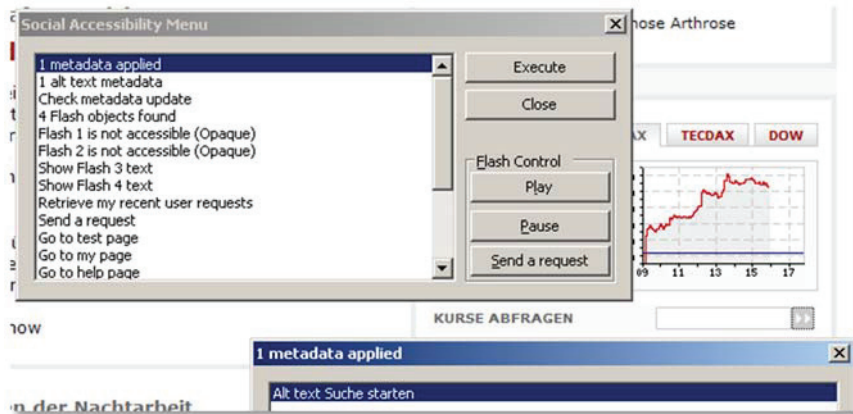 Social Accessibility Menu
1 metadata applied
1 alt text metadata
Check metadata update
4 Flash objects found
Flash 1 is not accessible (Opaque)
Flash 2 is not accessible (Opaque)
Show Flash 3 text
Show Flash 4 text
Retrieve my recent user requests
Send a request
Go to test page
Go to my page
Go to help page
Execute
Close
Flash Control
Play
Pause
Send a request
Arthrose
TECDAX DOW
09 11 13 15 17
KURSE ABFRAGEN
der Nachtarbeit
1 metadata applied
Alt text Suche starten